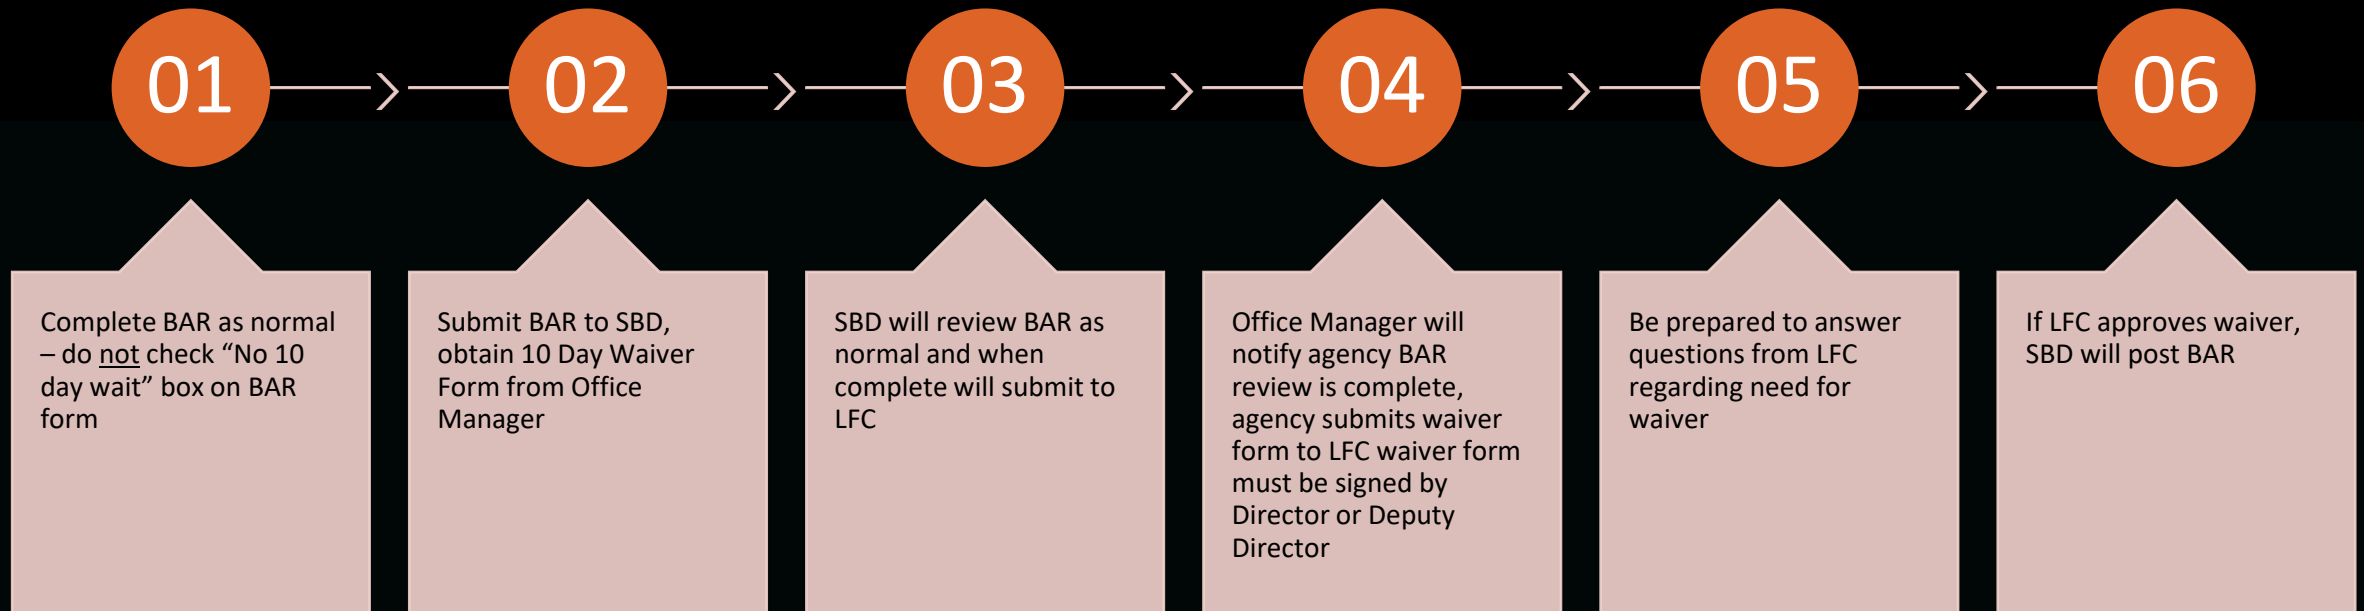 01
02
03
04
05
06
Complete BAR as normal
– do not check “No 10
day wait” box on BAR
form
Submit BAR to SBD,
obtain 10 Day Waiver
Form from Office
Manager
SBD will review BAR as
normal and when
complete will submit to
LFC
Office Manager will
notify agency BAR
review is complete,
agency submits waiver
form to LFC waiver form
must be signed by
Director or Deputy
Director
Be prepared to answer
questions from LFC
regarding need for
waiver
If LFC approves waiver,
SBD will post BAR